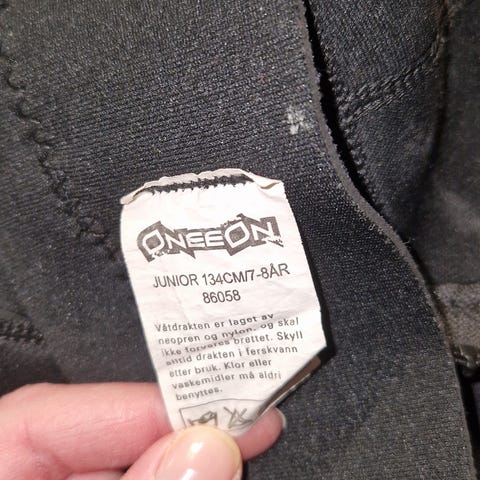 ONEEON
JUNIOR 134CM/7-8ÅR
86058
Våtdrakten er laget av
neopren og nylon, og skal
ikke forvares brettet. Skyll
alltid drakten i ferskvann
etter bruk. Klor eller
vaskemidler må aldri
benyttes.